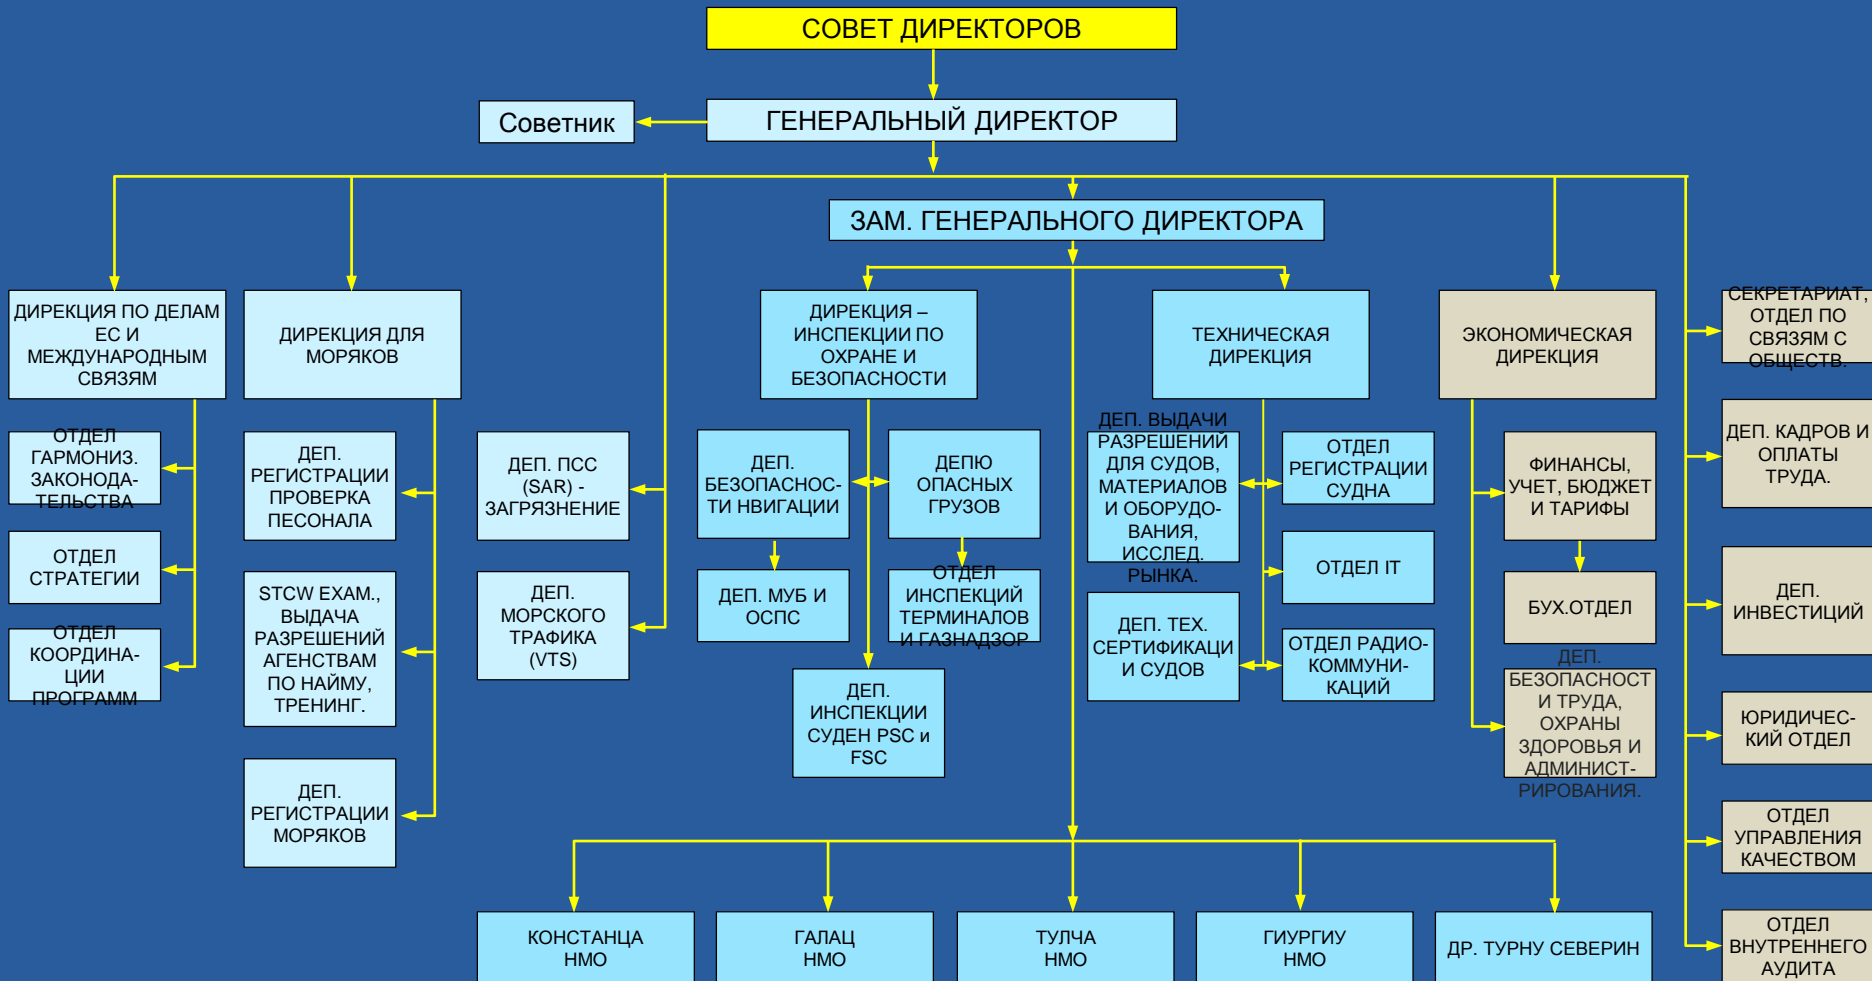 СОВЕТ ДИРЕКТОРОВ
Советник
ГЕНЕРАЛЬНЫЙ ДИРЕКТОР
ЗАМ. ГЕНЕРАЛЬНОГО ДИРЕКТОРА
ДИРЕКЦИЯ ПО ДЕЛАМ
ЕС И
МЕЖДУНАРОДНЫМ
СВЯЗЯМ
ДИРЕКЦИЯ ДЛЯ
МОРЯКОВ
ДИРЕКЦИЯ –
ИНСПЕКЦИИ ПО
ОХРАНЕ И
БЕЗОПАСНОСТИ
ТЕХНИЧЕСКАЯ
ДИРЕКЦИЯ
ЭКОНОМИЧЕСКАЯ
ДИРЕКЦИЯ
СЕКРЕТАРИАТ,
ОТДЕЛ ПО
СВЯЗЯМ С
ОБЩЕСТВ.
ОТДЕЛ
ГАРМОНИЗ.
ЗАКОНОДА-
ТЕЛЬСТВА
ОТДЕЛ
СТРАТЕГИИ
ОТДЕЛ
КООРДИНА-
ЦИИ
ПРОГРАММ
ДЕП.
РЕГИСТРАЦИИ
ПРОВЕРКА
ПЕСОНАЛА
STCW EXAM.,
ВЫДАЧА
РАЗРЕШЕНИЙ
АГЕНСТВАМ
ПО НАЙМУ,
ТРЕНИНГ.
ДЕП.
РЕГИСТРАЦИИ
МОРЯКОВ
ДЕП. ПСС
(SAR) -
ЗАГРЯЗНЕНИЕ
ДЕП.
МОРСКОГО
ТРАФИКА
(VTS)
ДЕП.
БЕЗОПАСНОС-
ТИ НВИГАЦИИ
ДЕПЮ
ОПАСНЫХ
ГРУЗОВ
ДЕП. МУБ И
ОСПС
ОТДЕЛ
ИНСПЕКЦИЙ
ТЕРМИНАЛОВ
И ГАЗНАДЗОР
ДЕП.
ИНСПЕКЦИИ
СУДЕН PSC и
FSC
ДЕП. ВЫДАЧИ
РАЗРЕШЕНИЙ
ДЛЯ СУДОВ,
МАТЕРИАЛОВ
И ОБОРУДО-
ВАНИЯ,
ИССЛЕД.
РЫНКА.
ОТДЕЛ
РЕГИСТРАЦИИ
СУДНА
ОТДЕЛ IT
ДЕП. ТЕХ.
СЕРТИФИКАЦИ
И СУДОВ
ОТДЕЛ РАДИО-
КОММУНИ-
КАЦИЙ
ФИНАНСЫ,
УЧЕТ, БЮДЖЕТ
И ТАРИФЫ
БУХ.ОТДЕЛ
ДЕП.
БЕЗОПАСНОСТ
И ТРУДА,
ОХРАНЫ
ЗДОРОВЬЯ И
АДМИНИСТ-
РИРОВАНИЯ.
ДЕП. КАДРОВ И
ОПЛАТЫ
ТРУДА.
ДЕП.
ИНВЕСТИЦИЙ
ЮРИДИЧЕС-
КИЙ ОТДЕЛ
ОТДЕЛ
УПРАВЛЕНИЯ
КАЧЕСТВОМ
ОТДЕЛ
ВНУТРЕННЕГО
АУДИТА
КОНСТАНЦА
НМО
ГАЛАЦ
НМО
ТУЛЧА
НМО
ГИУРГИУ
НМО
ДР. ТУРНУ СЕВЕРИН